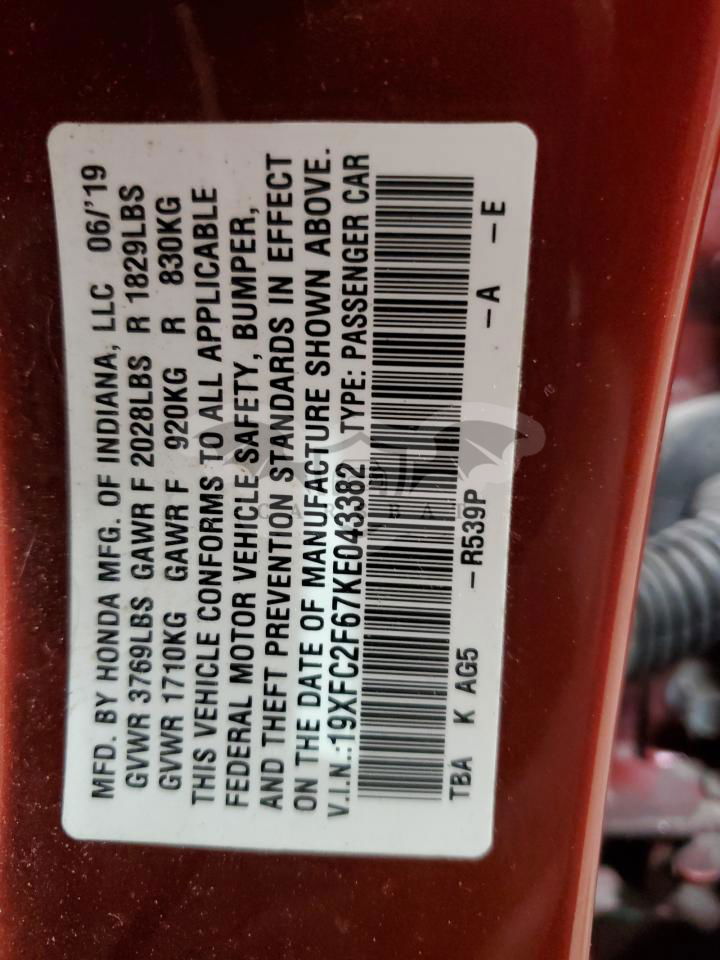 MFD. BY HONDA MFG. OF INDIANA, LLC 06/'19
GVWR 3769LBS GAWR F 2028LBS R 1829LBS
GVWR 1710KG GAWR F 920KG R 830KG
THIS VEHICLE CONFORMS TO ALL APPLICABLE
FEDERAL MOTOR VEHICLE SAFETY, BUMPER,
AND THEFT PREVENTION STANDARDS IN EFFECT
ON THE DATE OF MANUFACTURE SHOWN ABOVE.
V.I.N.:19XFC2F67KE043382 TYPE: PASSENGER CAR
TBA K AG5 -R539P -A -E